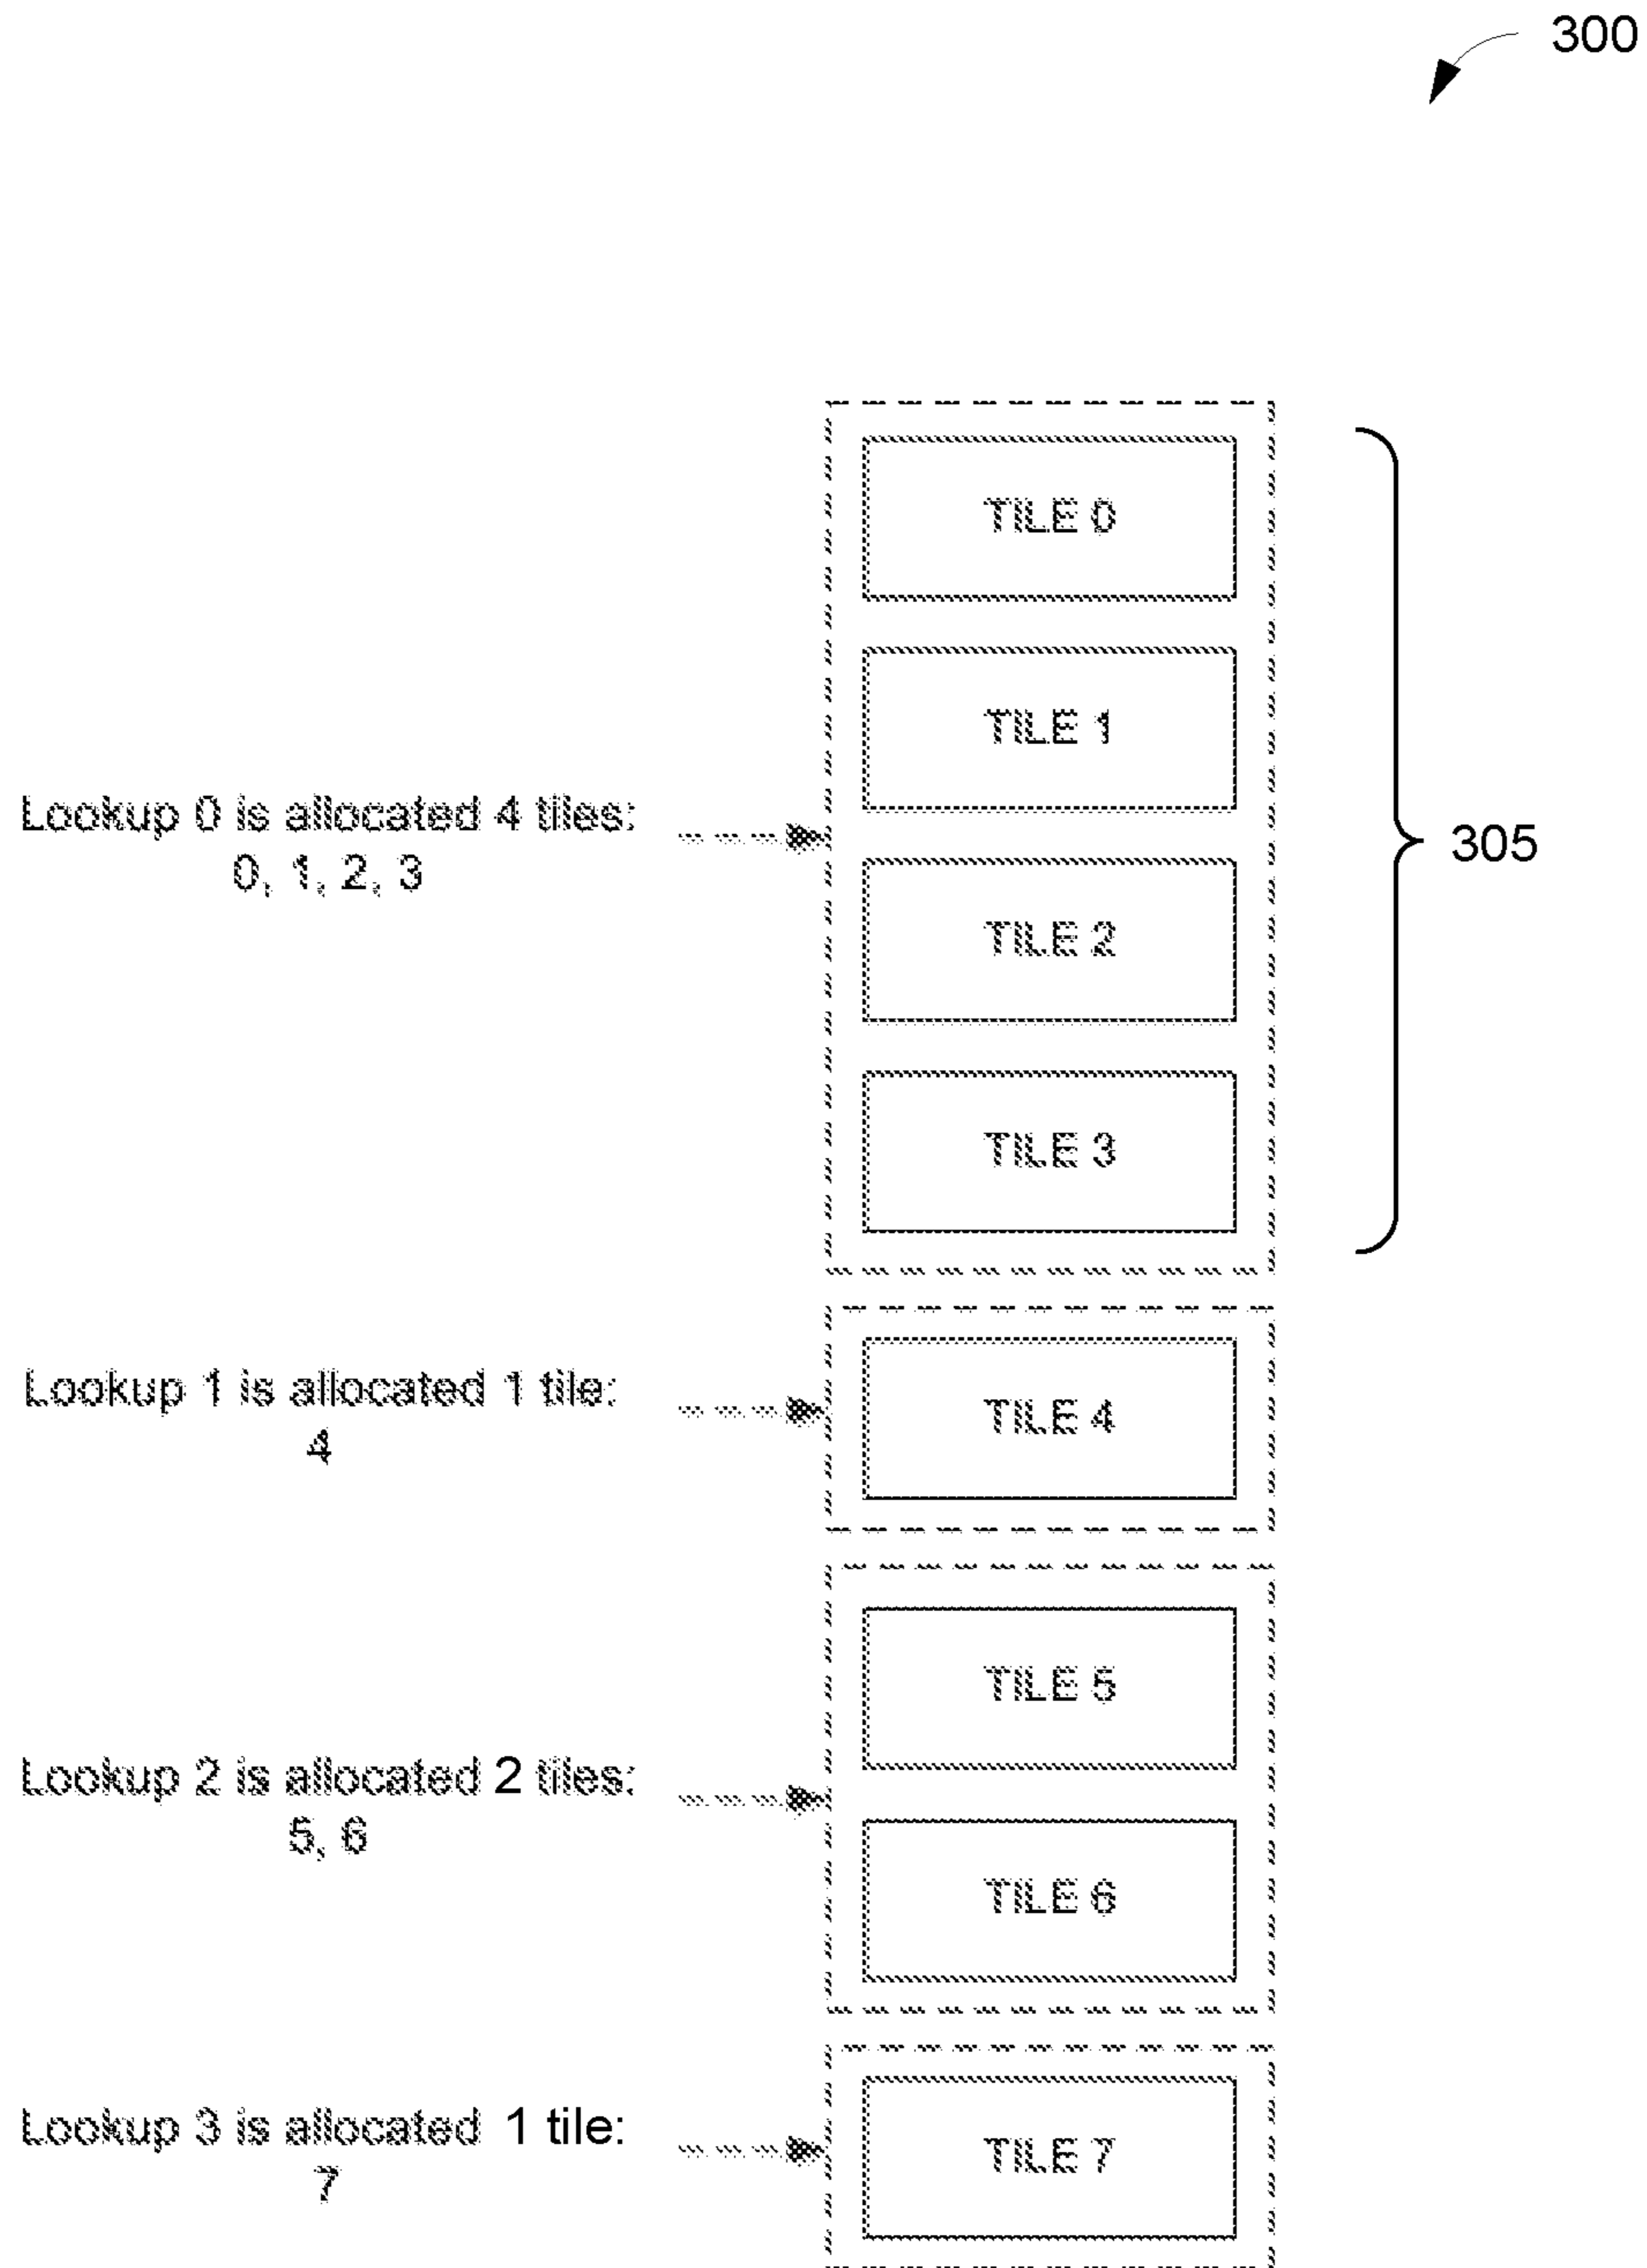 300
TILE 0
TILE 1
Lookup 0 is allocated 4 tiles:
0, 1, 2, 3
305
TILE 2
TILE 3
Lookup 1 is allocated 1 tile:
4
TILE 4
TILE 5
Lookup 2 is allocated 2 tiles:
5, 6
TILE 6
Lookup 3 is allocated 1 tile:
7
TILE 7